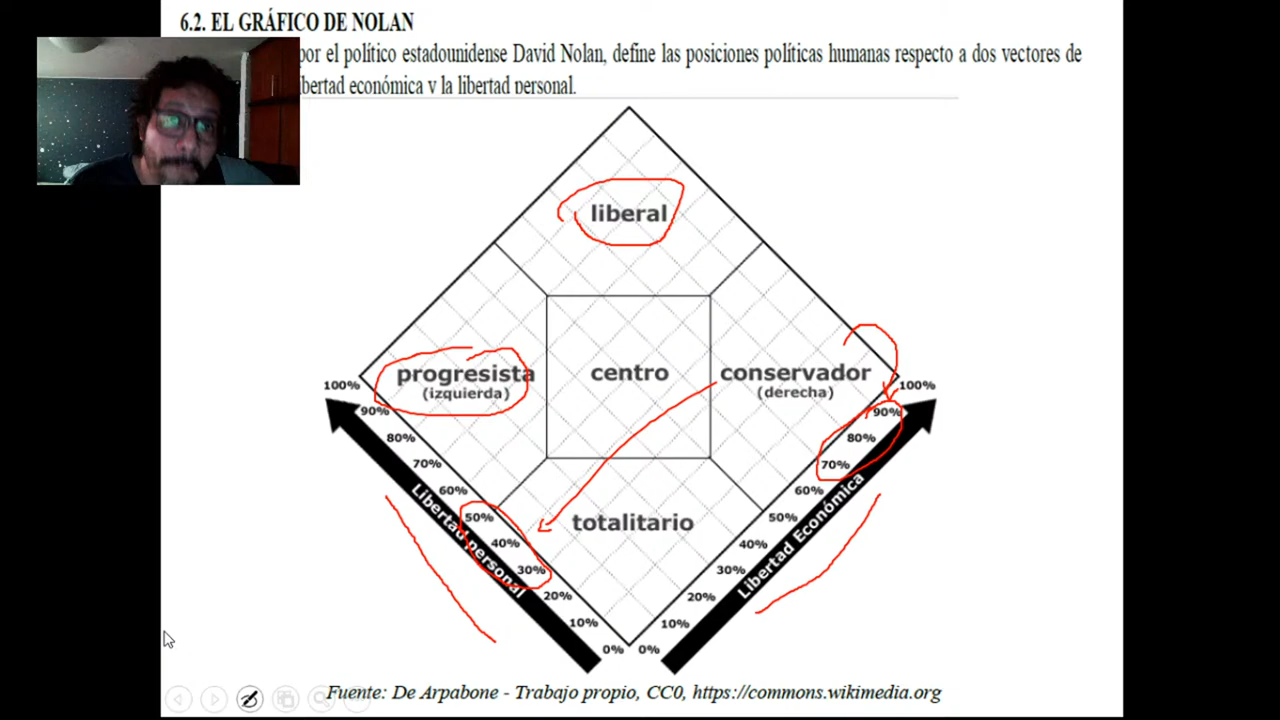 6.2. EL GRÁFICO DE NOLAN
por el político estadounidense David Nolan, define las posiciones políticas humanas respecto a dos vectores de
libertad económica y la libertad personal.
liberal
progresista
(izquierda)
centro
conservador
(derecha)
totalitario
100%
90%
80%
70%
60%
50%
40%
30%
20%
10%
0%
Libertad personal
100%
90%
80%
70%
60%
50%
40%
30%
20%
10%
0%
Libertad Económica
Fuente: De Arpabone - Trabajo propio, CC0, https://commons.wikimedia.org